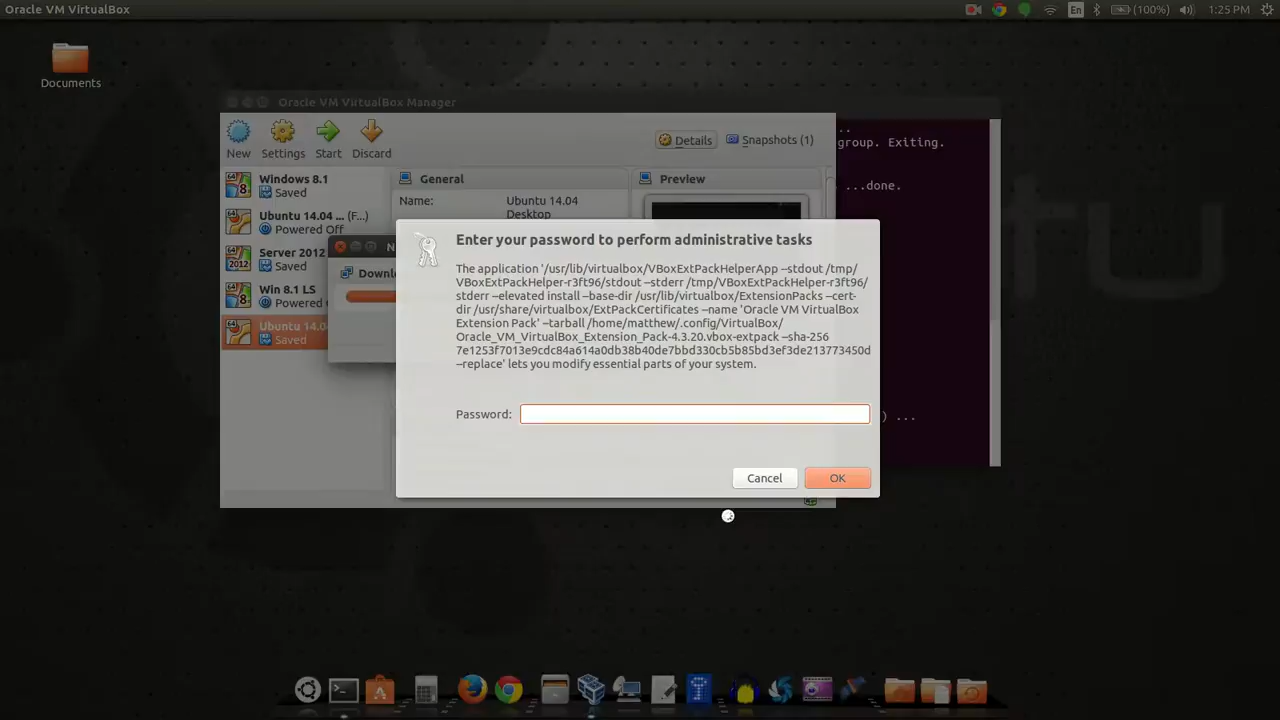 Oracle VM VirtualBox
En
(100%)
1:25 PM
Documents
Oracle VM VirtualBox Manager
New
Settings
Start
Discard
Details
Snapshots (1)
Windows 8.1
Saved
Ubuntu 14.04 ... (F...)
Powered Off
Server 2012
Saved
Win 8.1 LS
Powered
Ubuntu 14.0
Saved
General
Name:
Ubuntu 14.04
Desktop
Preview
N
Downl
..
group. Exiting.
...done.
) ...
Enter your password to perform administrative tasks
The application '/usr/lib/virtualbox/VBoxExtPackHelperApp --stdout /tmp/
VBoxExtPackHelper-r3ft96/stdout --stderr /tmp/VBoxExtPackHelper-r3ft96/
stderr --elevated install --base-dir /usr/lib/virtualbox/ExtensionPacks --cert-
dir /usr/share/virtualbox/ExtPackCertificates --name 'Oracle VM VirtualBox
Extension Pack' --tarball /home/matthew/.config/VirtualBox/
Oracle_VM_VirtualBox_Extension_Pack-4.3.20.vbox-extpack --sha-256
7e1253f7013e9cdc84a614a0db38b40de7bbd330cb5b85bd3ef3de213773450d
--replace' lets you modify essential parts of your system.
Password:
Cancel
OK